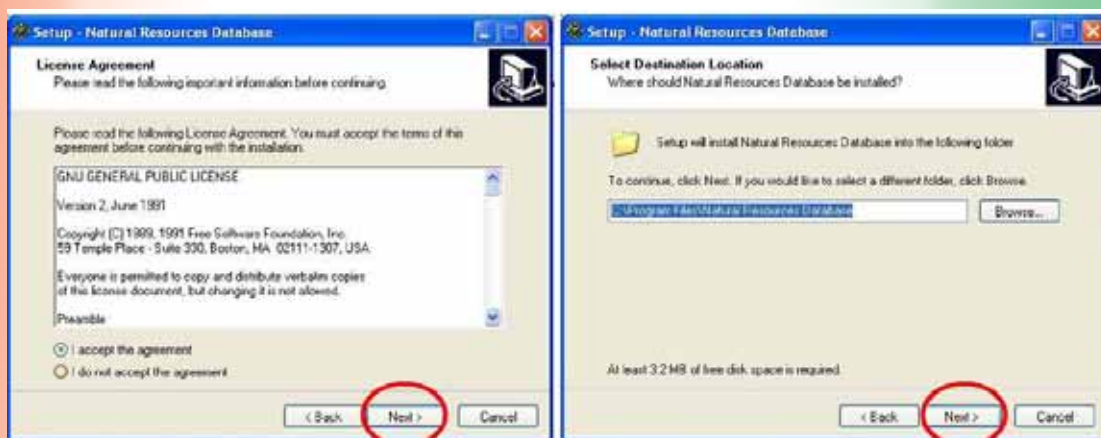 Setup - Natural Resources Database
License Agreement
Please read the following important information before continuing.
Please read the following License Agreement. You must accept the terms of this
agreement before continuing with the installation.
GNU GENERAL PUBLIC LICENSE
Version 2, June 1991
Copyright (C) 1989, 1991 Free Software Foundation, Inc.
59 Temple Place - Suite 330, Boston, MA 02111-1307, USA
Everyone is permitted to copy and distribute verbatim copies
of this license document, but changing it is not allowed.
Preamble
I accept the agreement
I do not accept the agreement
< Back
Next >
Cancel
Setup - Natural Resources Database
Select Destination Location
Where should Natural Resources Database be installed?
Setup will install Natural Resources Database into the following folder
To continue, click Next. If you would like to select a different folder, click Browse.
C:\Program Files\Natural Resources Database
Browse...
At least 3.2 MB of free disk space is required.
< Back
Next >
Cancel